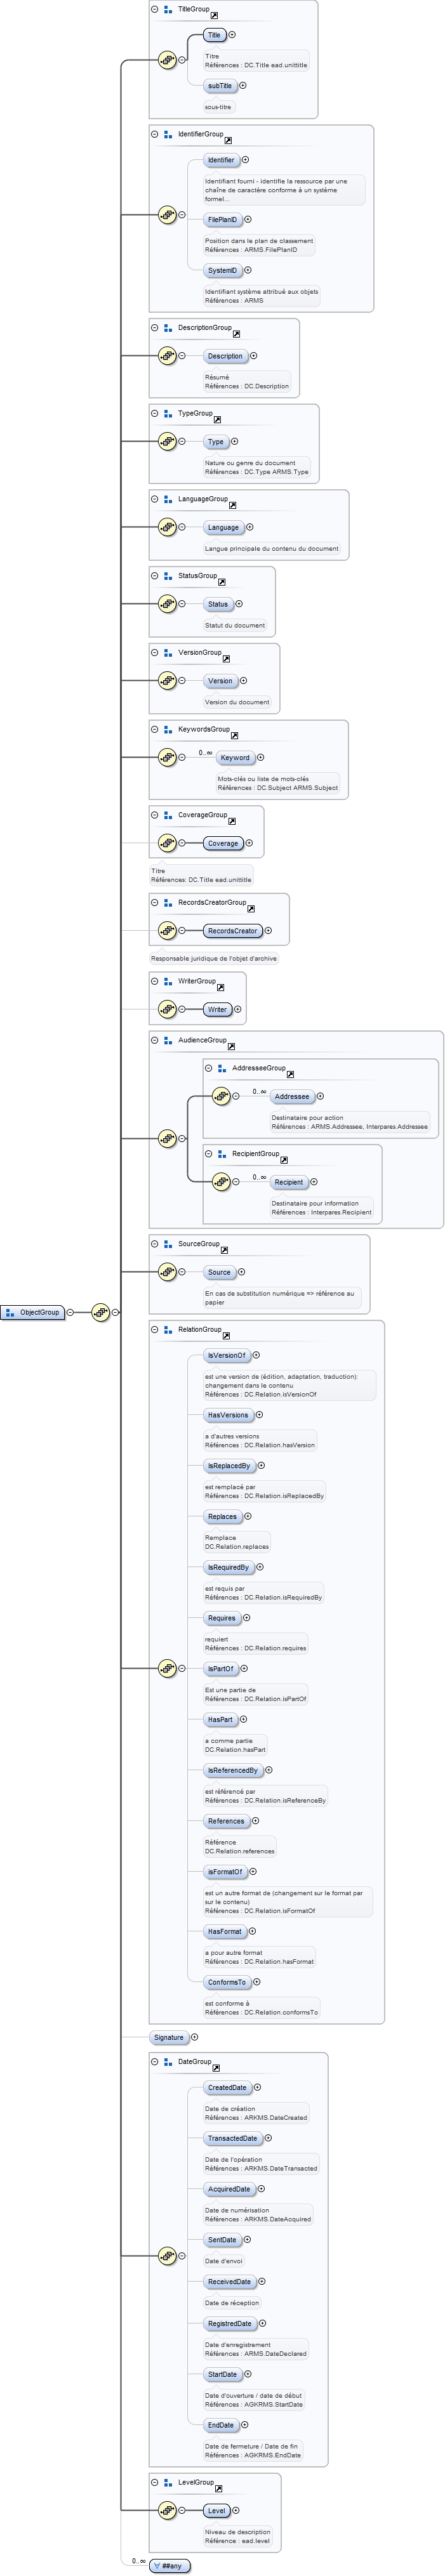 TitleGroup
Title
Titre
Références : DC.Title ead.unittitle
subTitle
sous-titre
IdentifierGroup
Identifier
Identifiant fourni - identifie la ressource par une
chaîne de caractère conforme à un système
formel...
FilePlanID
Position dans le plan de classement
Références : ARMS.FilePlanID
SystemID
Identifiant système attribué aux objets
Références : ARMS
DescriptionGroup
Description
Résumé
Références : DC.Description
TypeGroup
Type
Nature ou genre du document
Références : DC.Type ARMS.Type
LanguageGroup
Language
Langue principale du contenu du document
StatusGroup
Status
Statut du document
VersionGroup
Version
Version du document
KeywordsGroup
0..∞
Keyword
Mots-clés ou liste de mots-clés
Références : DC.Subject ARMS.Subject
CoverageGroup
Coverage
Titre
Références: DC.Title ead.unittitle
RecordsCreatorGroup
RecordsCreator
Responsable juridique de l'objet d'archive
WriterGroup
Writer
AudienceGroup
AddresseeGroup
0..∞
Addressee
Destinataire pour action
Références : ARMS.Addressee, Interpares.Addressee
RecipientGroup
0..∞
Recipient
Destinataire pour information
Références : Interpares.Recipient
SourceGroup
Source
En cas de substitution numérique => référence au
papier
ObjectGroup
RelationGroup
IsVersionOf
est une version de (édition, adaptation, traduction):
changement dans le contenu
Références : DC.Relation.isVersionOf
HasVersions
a d'autres versions
Références : DC.Relation.hasVersion
IsReplacedBy
est remplacé par
Références : DC.Relation.isReplacedBy
Replaces
Remplace
DC.Relation.replaces
IsRequiredBy
est requis par
Références : DC.Relation.isRequiredBy
Requires
requiert
Références : DC.Relation.requires
IsPartOf
Est une partie de
Références : DC.Relation.isPartOf
HasPart
a comme partie
DC.Relation.hasPart
IsReferencedBy
est référencé par
Références : DC.Relation.isReferenceBy
References
Référence
DC.Relation.references
isFormatOf
est un autre format de (changement sur le format par
sur le contenu)
Références : DC.Relation.isFormatOf
HasFormat
a pour autre format
Références : DC.Relation.hasFormat
ConformsTo
est conforme à
Références : DC.Relation.conformsTo
Signature
DateGroup
CreatedDate
Date de création
Références : ARKMS.DateCreated
TransactedDate
Date de l'opération
Références : ARKMS.DateTransacted
AcquiredDate
Date de numérisation
Références : ARKMS.DateAcquired
SentDate
Date d'envoi
ReceivedDate
Date de réception
RegistredDate
Date d'enregistrement
Références : ARMS.DateDeclared
StartDate
Date d'ouverture / date de début
Références : AGKRMS.StartDate
EndDate
Date de fermeture / Date de fin
Références : AGKRMS.EndDate
LevelGroup
Level
Niveau de description
Référence : ead.level
0..∞
##any